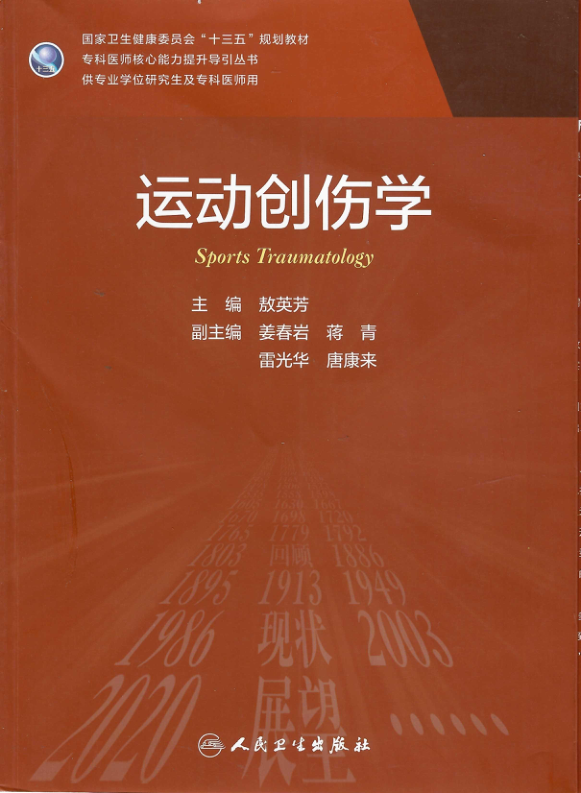 国家卫生健康委员会“十三五”规划教材
专科医师核心能力提升导引丛书
供专业学位研究生及专科医师用
十三五
运动创伤学
Sports Traumatology
主 编 敖英芳
副主编 姜春岩 蒋 青
雷光华 唐康来
1763 1779 1792
1803 回顾 1886
1895 1913 1949
1986 现状 2003
2020 展望 ······
人民卫生出版社